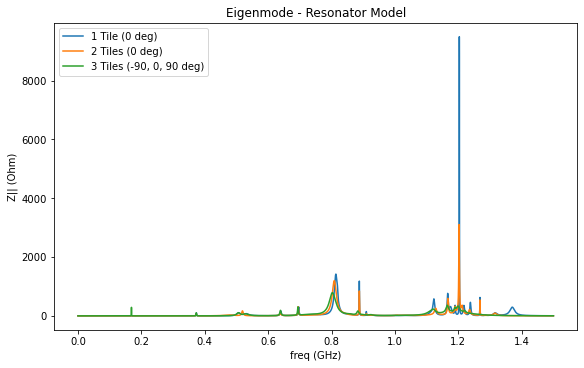 Eigenmode - Resonator Model
1 Tile (0 deg)
2 Tiles (0 deg)
3 Tiles (-90, 0, 90 deg)
Z|| (Ohm)
8000
6000
4000
2000
0
0.0 0.2 0.4 0.6 0.8 1.0 1.2 1.4
freq (GHz)